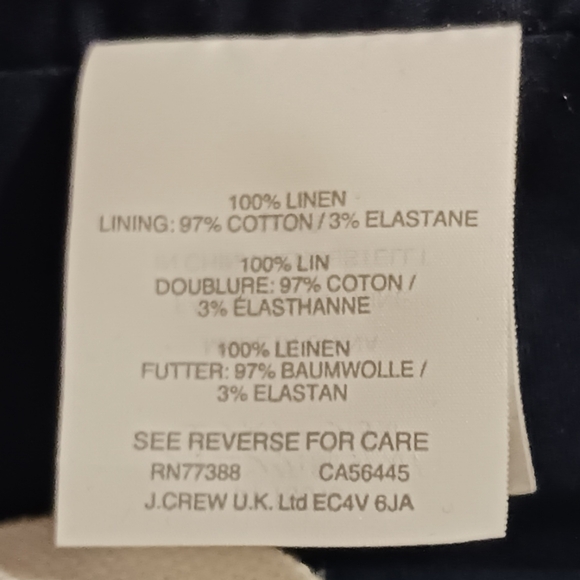 100% LINEN
LINING: 97% COTTON / 3% ELASTANE
100% LIN
DOUBLURE: 97% COTON /
3% ÉLASTHANNE
100% LEINEN
FUTTER: 97% BAUMWOLLE /
3% ELASTAN
SEE REVERSE FOR CARE
RN77388 CA56445
J.CREW U.K. Ltd EC4V 6JA